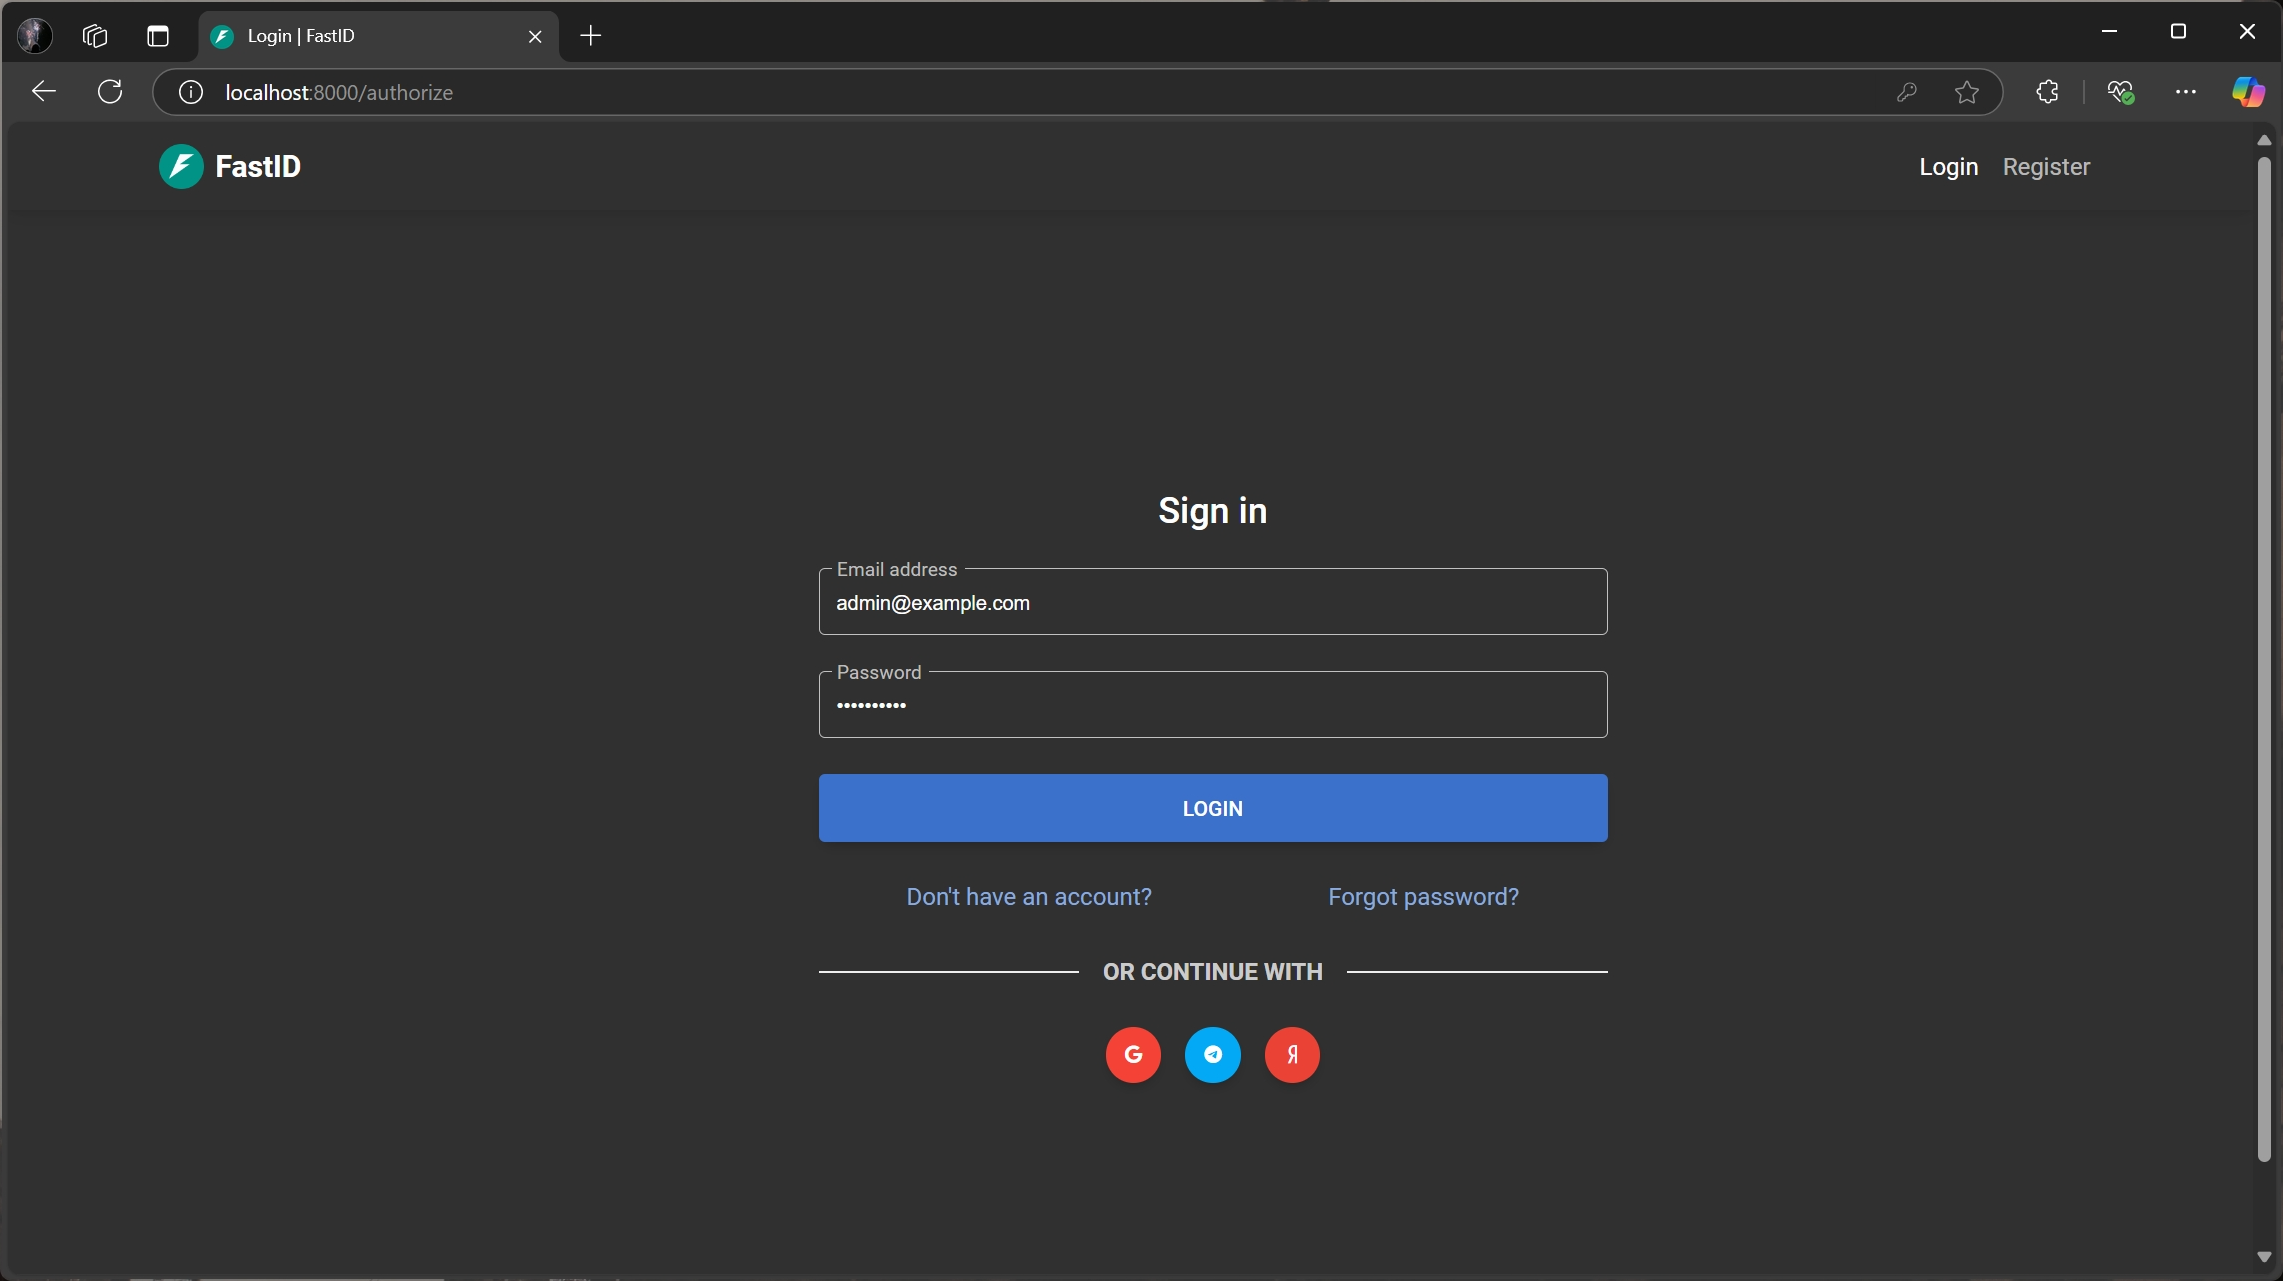 Login | FastID
localhost:8000/authorize
FastID
Login Register
Sign in
Email address
admin@example.com
Password
••••••••••
LOGIN
Don't have an account? Forgot password?
OR CONTINUE WITH
G Я